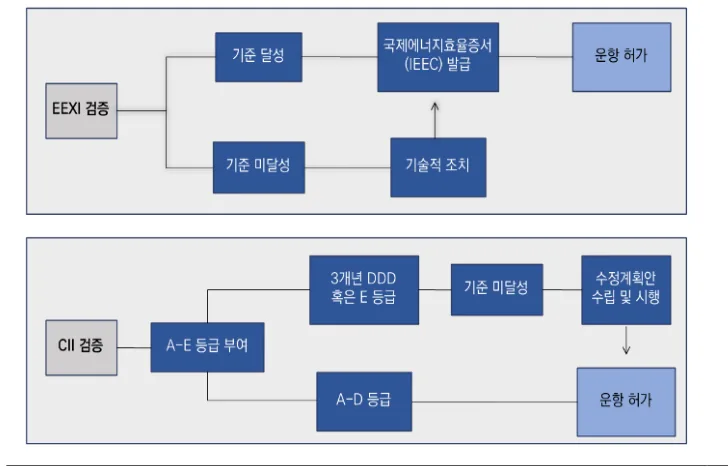 기준 달성
국제에너지효율증서
(IEEC) 발급
운항 허가
EEXI 검증
기준 미달성
기술적 조치
3개년 DDD
혹은 E 등급
기준 미달성
수정계획안
수립 및 시행
CII 검증
A-E 등급 부여
A-D 등급
운항 허가